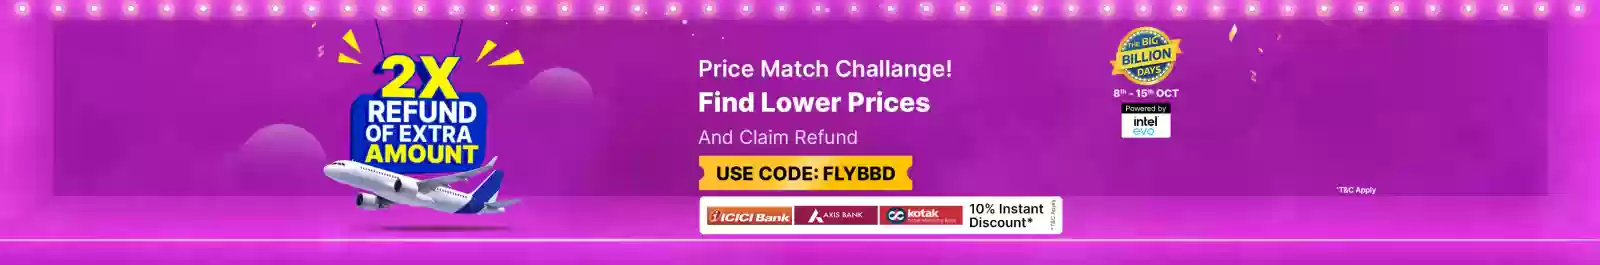 2X
REFUND
OF EXTRA
AMOUNT
Price Match Challange!
Find Lower Prices
And Claim Refund
USE CODE: FLYBBD
ICICI Bank
AXIS BANK
kotak
10% Instant
Discount*
*T&C Apply
THE BIG
BILLION
DAYS
8th - 15th OCT
Powered by
intel
evo
*T&C Apply